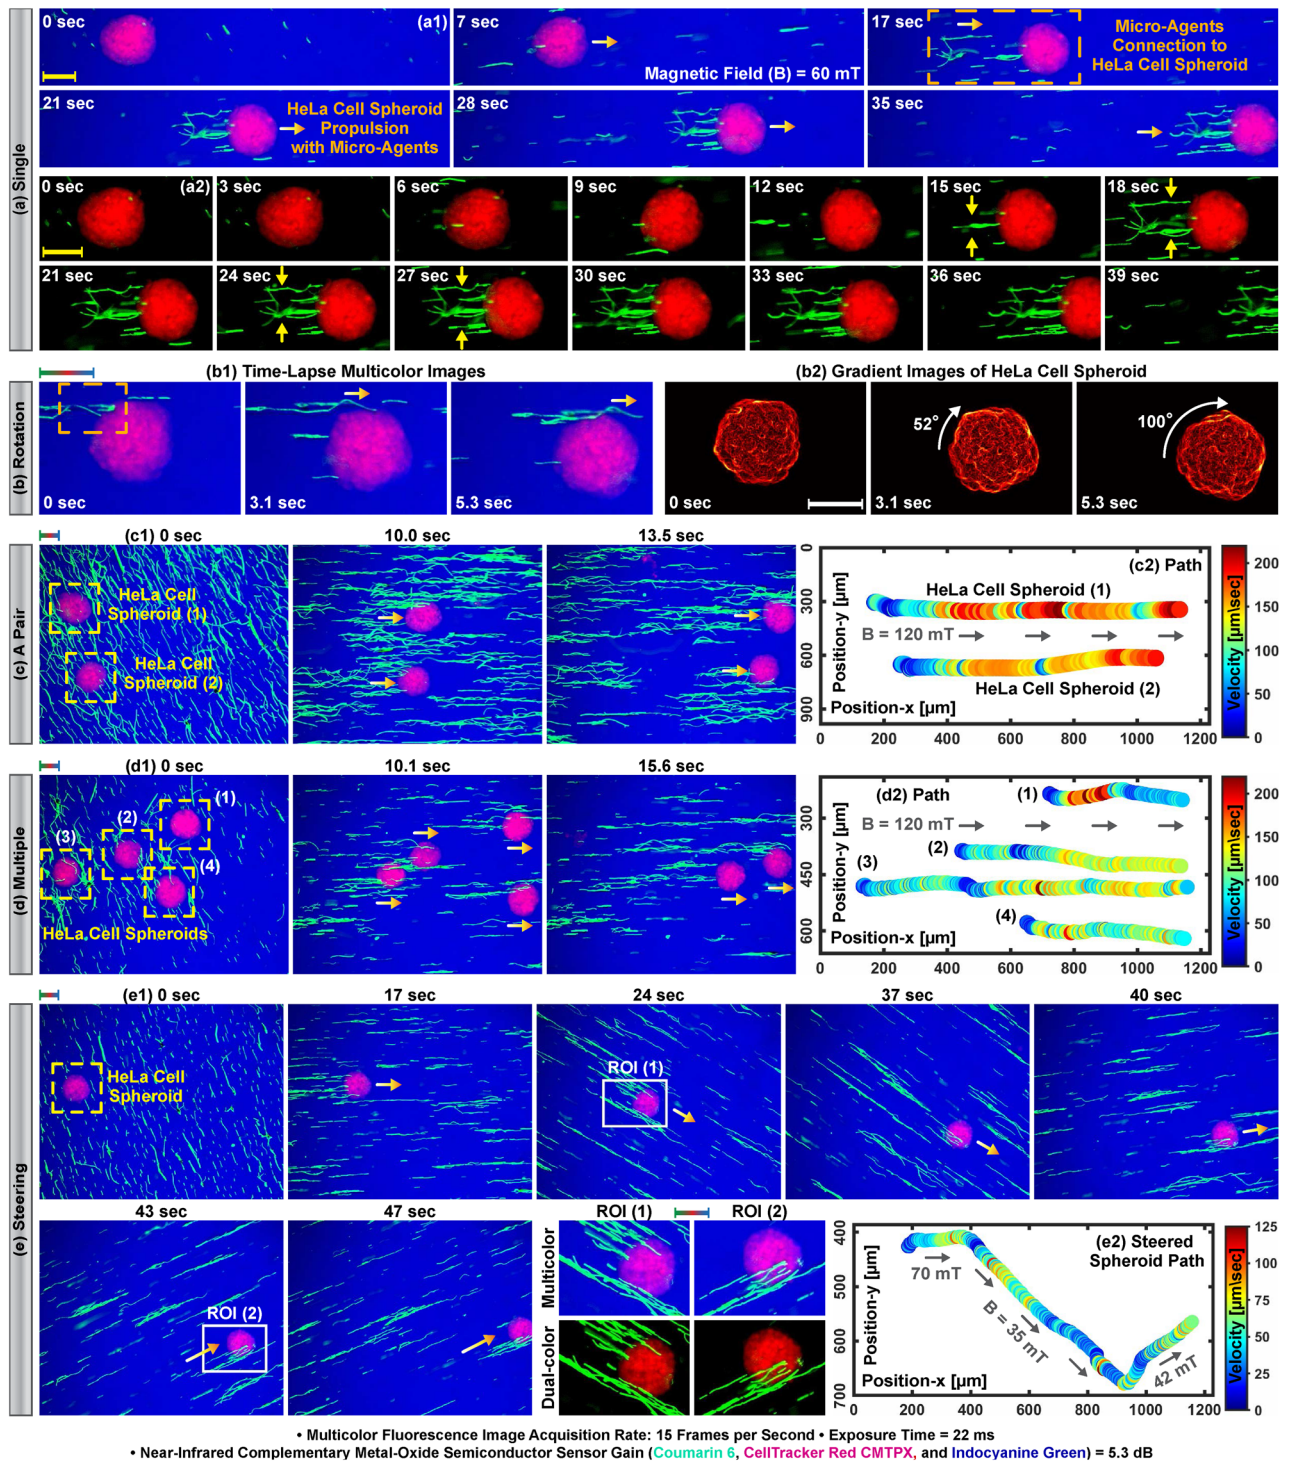 (a) Single
0 sec
(a1)
7 sec
Magnetic Field (B) = 60 mT
17 sec
Micro-Agents
Connection to
HeLa Cell Spheroid
21 sec
HeLa Cell Spheroid
Propulsion
with Micro-Agents
28 sec
35 sec
0 sec
(a2)
3 sec
6 sec
9 sec
12 sec
15 sec
18 sec
21 sec
24 sec
27 sec
30 sec
33 sec
36 sec
39 sec
(b) Rotation
(b1) Time-Lapse Multicolor Images
0 sec
3.1 sec
5.3 sec
(b2) Gradient Images of HeLa Cell Spheroid
0 sec
52°
3.1 sec
100°
5.3 sec
(c) A Pair
(c1) 0 sec
HeLa Cell
Spheroid (1)
HeLa Cell
Spheroid (2)
10.0 sec
13.5 sec
(c2) Path
HeLa Cell Spheroid (1)
B = 120 mT
HeLa Cell Spheroid (2)
Position-y [µm]
0
300
600
900
Position-x [µm]
0
200
400
600
800
1000
1200
Velocity [µm\sec]
200
150
100
50
0
(d) Multiple
(d1) 0 sec
(1)
(2)
(3)
(4)
HeLa Cell Spheroids
10.1 sec
15.6 sec
(d2) Path
(1)
B = 120 mT
(2)
(3)
(4)
Position-y [µm]
300
450
600
Position-x [µm]
0
200
400
600
800
1000
1200
Velocity [µm\sec]
200
150
100
50
0
(e) Steering
(e1) 0 sec
HeLa Cell
Spheroid
17 sec
24 sec
ROI (1)
37 sec
40 sec
43 sec
ROI (2)
47 sec
ROI (1)
ROI (2)
Multicolor
Dual-color
(e2) Steered
Spheroid Path
70 mT
B = 35 mT
42 mT
Position-y [µm]
400
500
600
700
Position-x [µm]
0
200
400
600
800
1000
1200
Velocity [µm\sec]
125
100
75
50
25
0
• Multicolor Fluorescence Image Acquisition Rate: 15 Frames per Second • Exposure Time = 22 ms
• Near-Infrared Complementary Metal-Oxide Semiconductor Sensor Gain (Coumarin 6, CellTracker Red CMTPX, and Indocyanine Green) = 5.3 dB